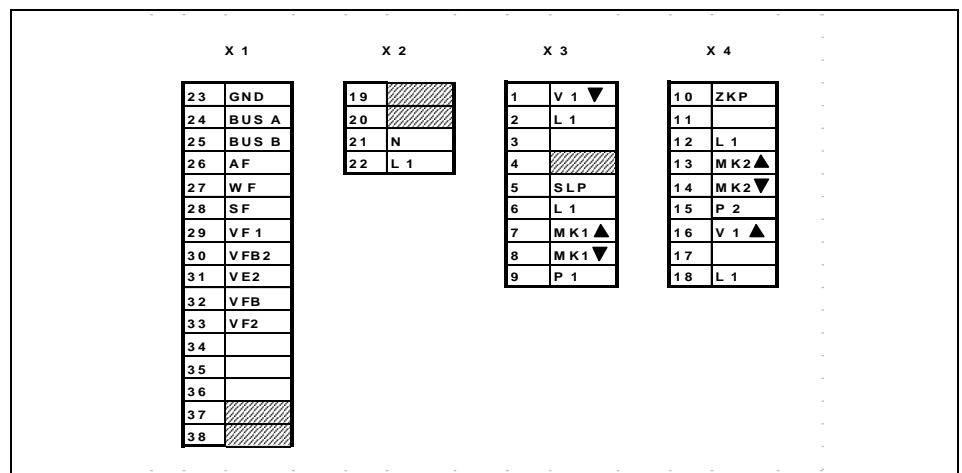 X 1
23 GND
24 BUS A
25 BUS B
26 AF
27 WF
28 SF
29 VF1
30 VFB2
31 VE2
32 VFB
33 VF2
34
35
36
37
38
X 2
19
20
21 N
22 L1
X 3
1 V1 ▼
2 L1
3
4
5 SLP
6 L1
7 MK1▲
8 MK1▼
9 P1
X 4
10 ZKP
11
12 L1
13 MK2▲
14 MK2▼
15 P2
16 V1 ▲
17
18 L1